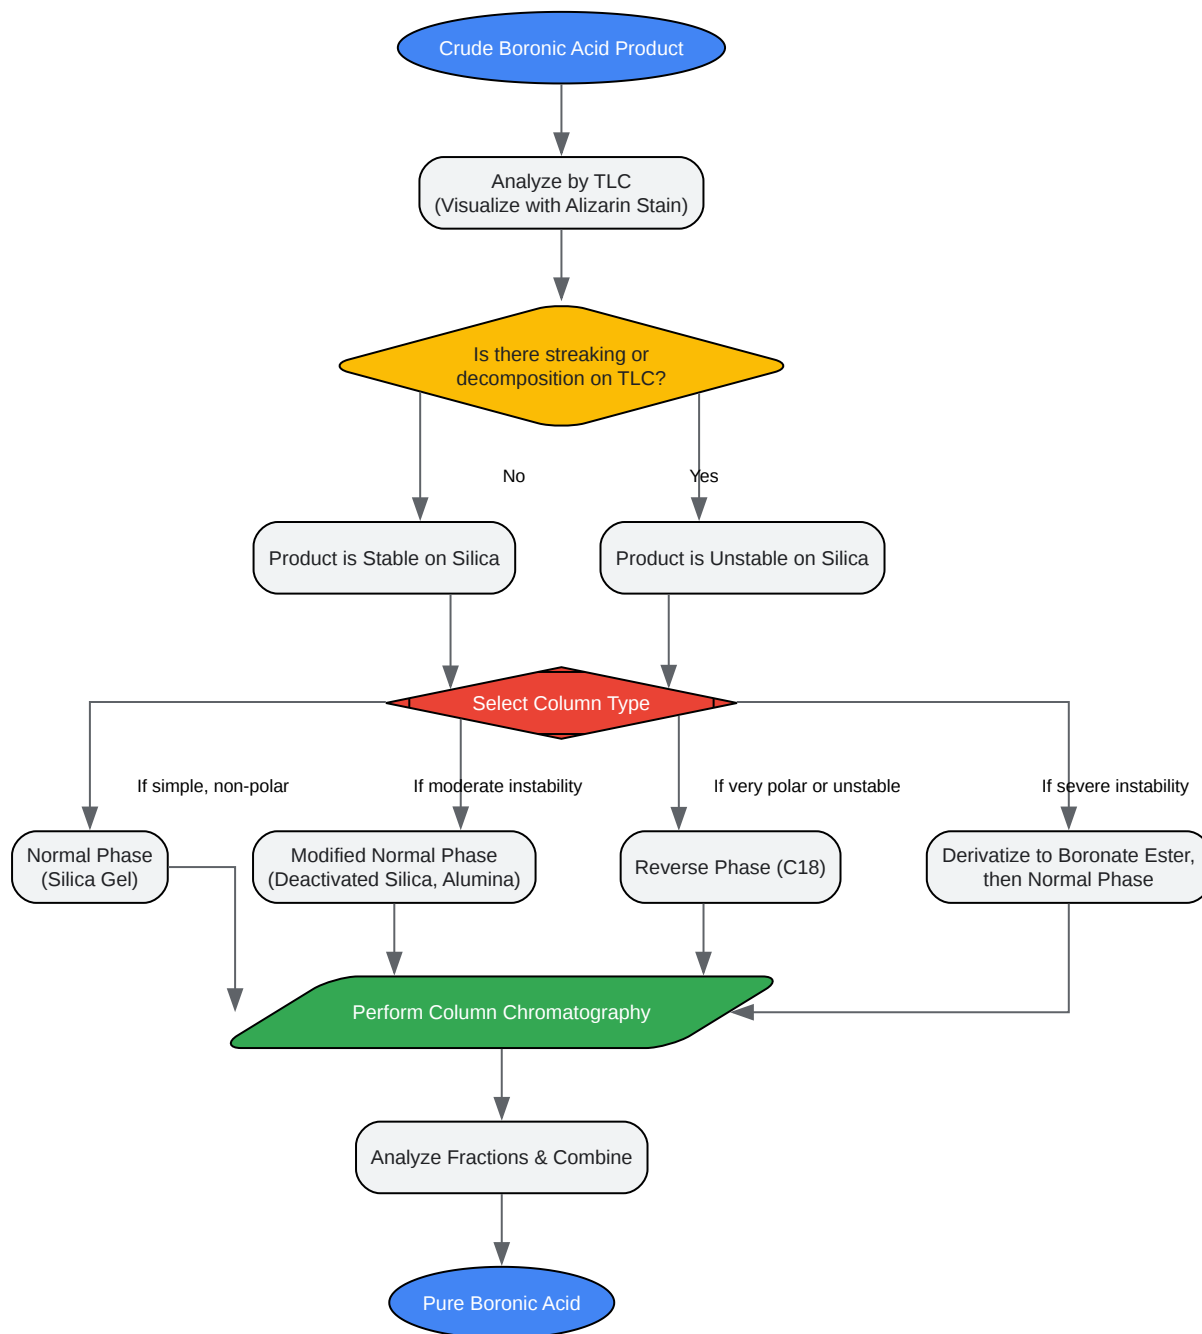 Crude Boronic Acid Product
Analyze by TLC
(Visualize with Alizarin Stain)
Is there streaking or
decomposition on TLC?
No
Yes
Product is Stable on Silica
Product is Unstable on Silica
Select Column Type
If simple, non-polar
If moderate instability
If very polar or unstable
If severe instability
Normal Phase
(Silica Gel)
Modified Normal Phase
(Deactivated Silica, Alumina)
Reverse Phase (C18)
Derivatize to Boronate Ester,
then Normal Phase
Perform Column Chromatography
Analyze Fractions & Combine
Pure Boronic Acid